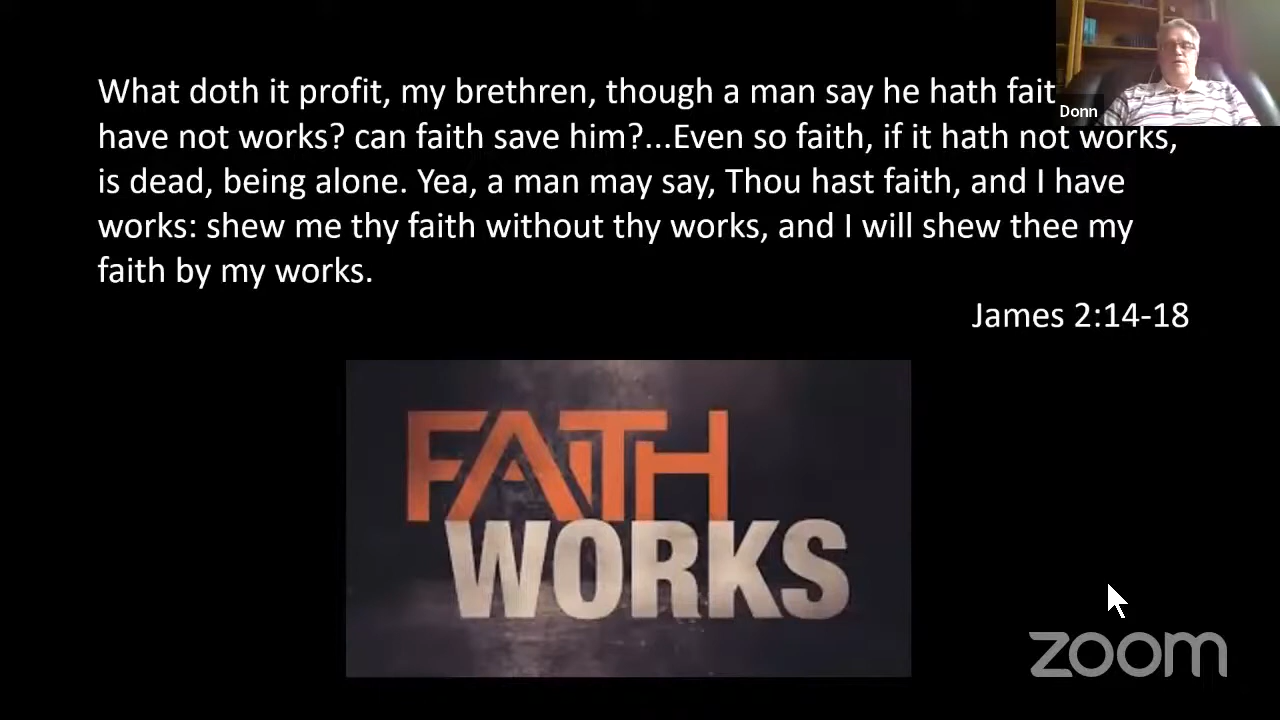 What doth it profit, my brethren, though a man say he hath fait
have not works? can faith save him?...Even so faith, if it hath not works,
is dead, being alone. Yea, a man may say, Thou hast faith, and I have
works: shew me thy faith without thy works, and I will shew thee my
faith by my works.
James 2:14-18
Donn
FAITH
WORKS
zoom